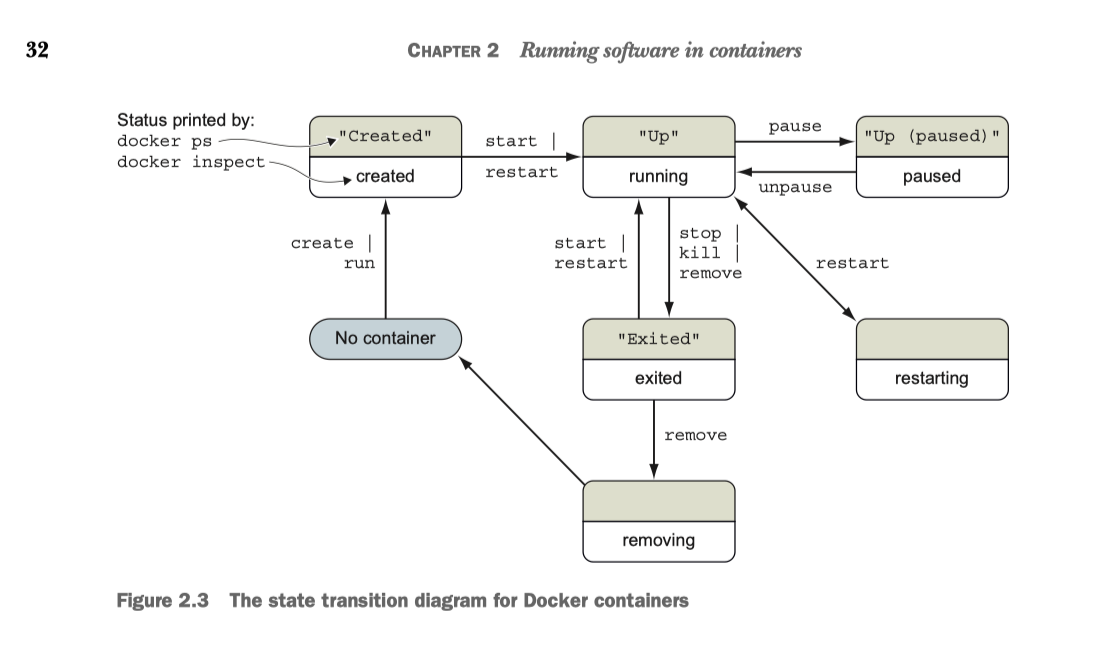 32
CHAPTER 2 Running software in containers
Status printed by:
docker ps
docker inspect
"Created"
created
start |
restart
"Up"
running
pause
unpause
"Up (paused)"
paused
create |
run
start |
restart
stop |
kill |
remove
restart
No container
"Exited"
exited
restarting
remove
removing
Figure 2.3 The state transition diagram for Docker containers